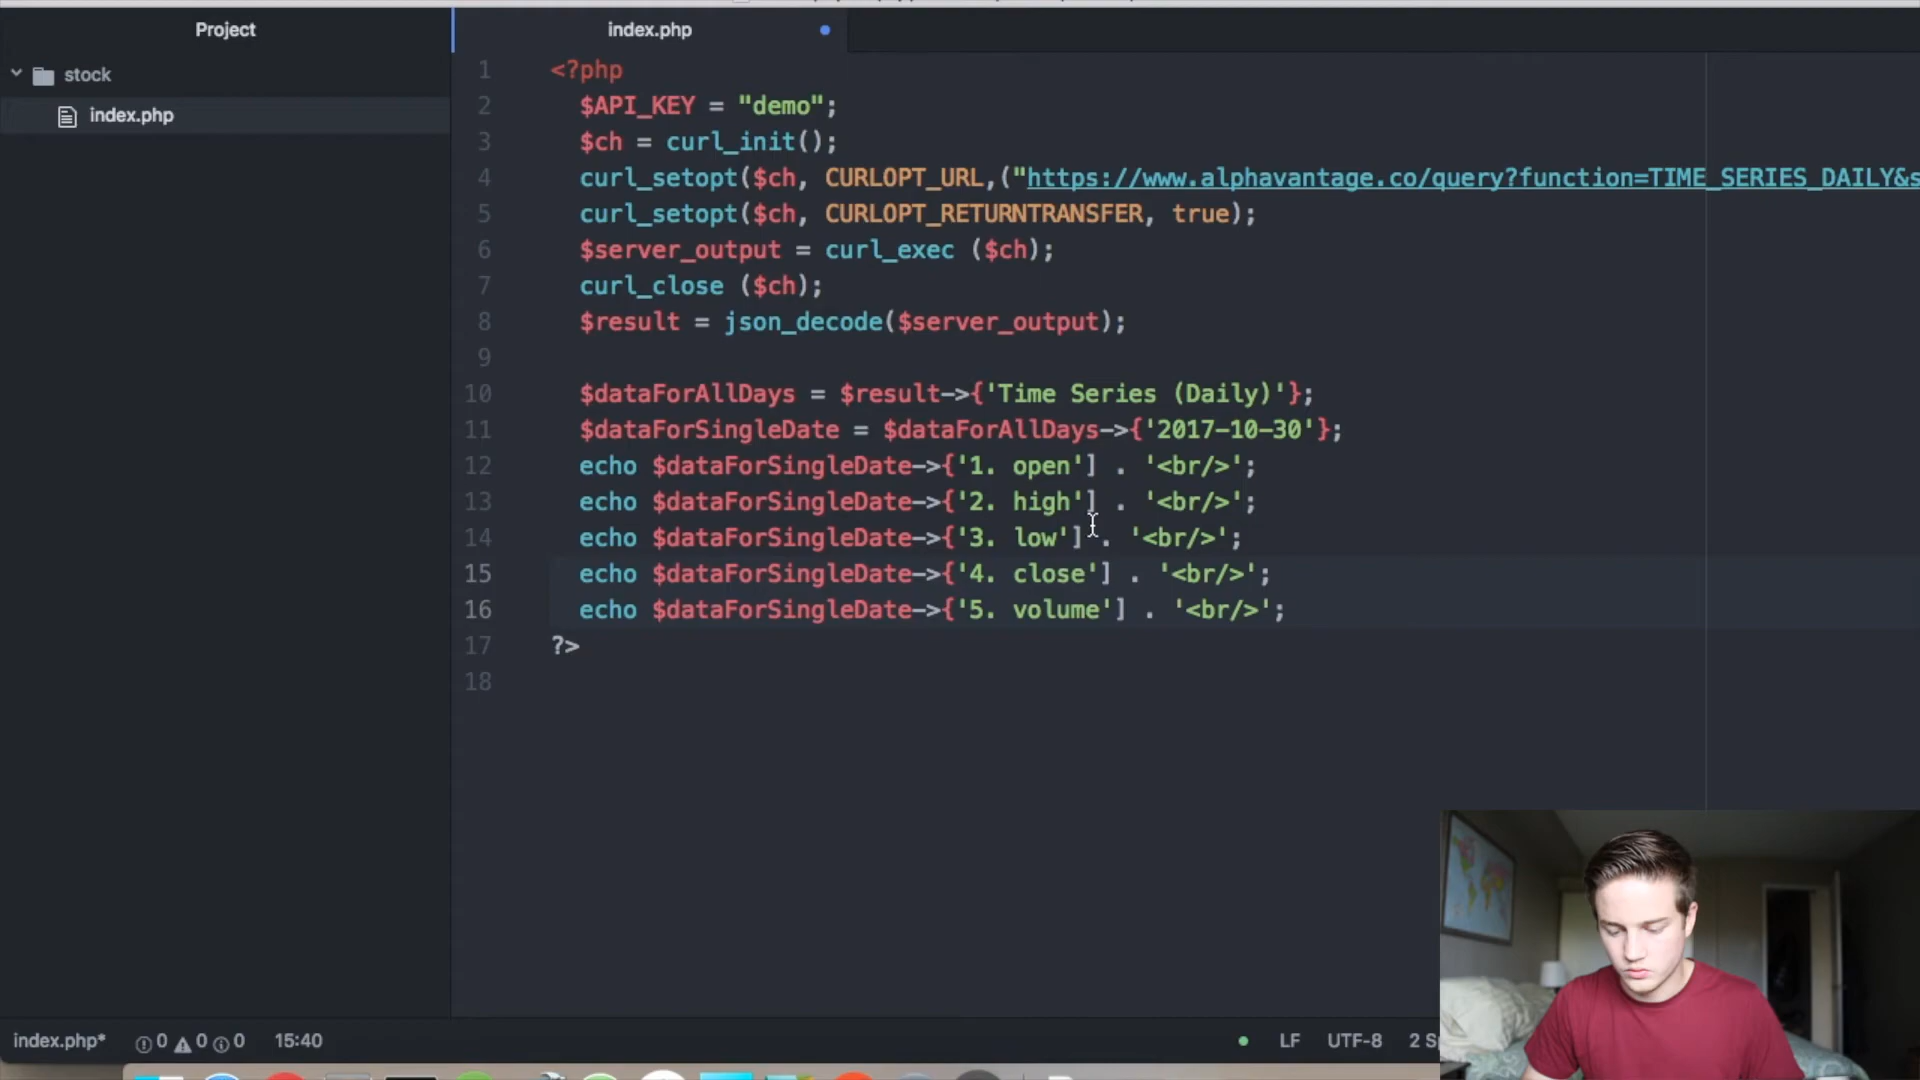 Project
index.php
stock
index.php
1 <?php
2 $API_KEY = "demo";
3 $ch = curl_init();
4 curl_setopt($ch, CURLOPT_URL,("https://www.alphavantage.co/query?function=TIME_SERIES_DAILY&s
5 curl_setopt($ch, CURLOPT_RETURNTRANSFER, true);
6 $server_output = curl_exec ($ch);
7 curl_close ($ch);
8 $result = json_decode($server_output);
9
10 $dataForAllDays = $result->{'Time Series (Daily)'};
11 $dataForSingleDate = $dataForAllDays->{'2017-10-30'};
12 echo $dataForSingleDate->{'1. open'] . '<br/>';
13 echo $dataForSingleDate->{'2. high'] . '<br/>';
14 echo $dataForSingleDate->{'3. low'] . '<br/>';
15 echo $dataForSingleDate->{'4. close'] . '<br/>';
16 echo $dataForSingleDate->{'5. volume'] . '<br/>';
17 ?>
18
index.php* 0 0 0 15:40 LF UTF-8 2